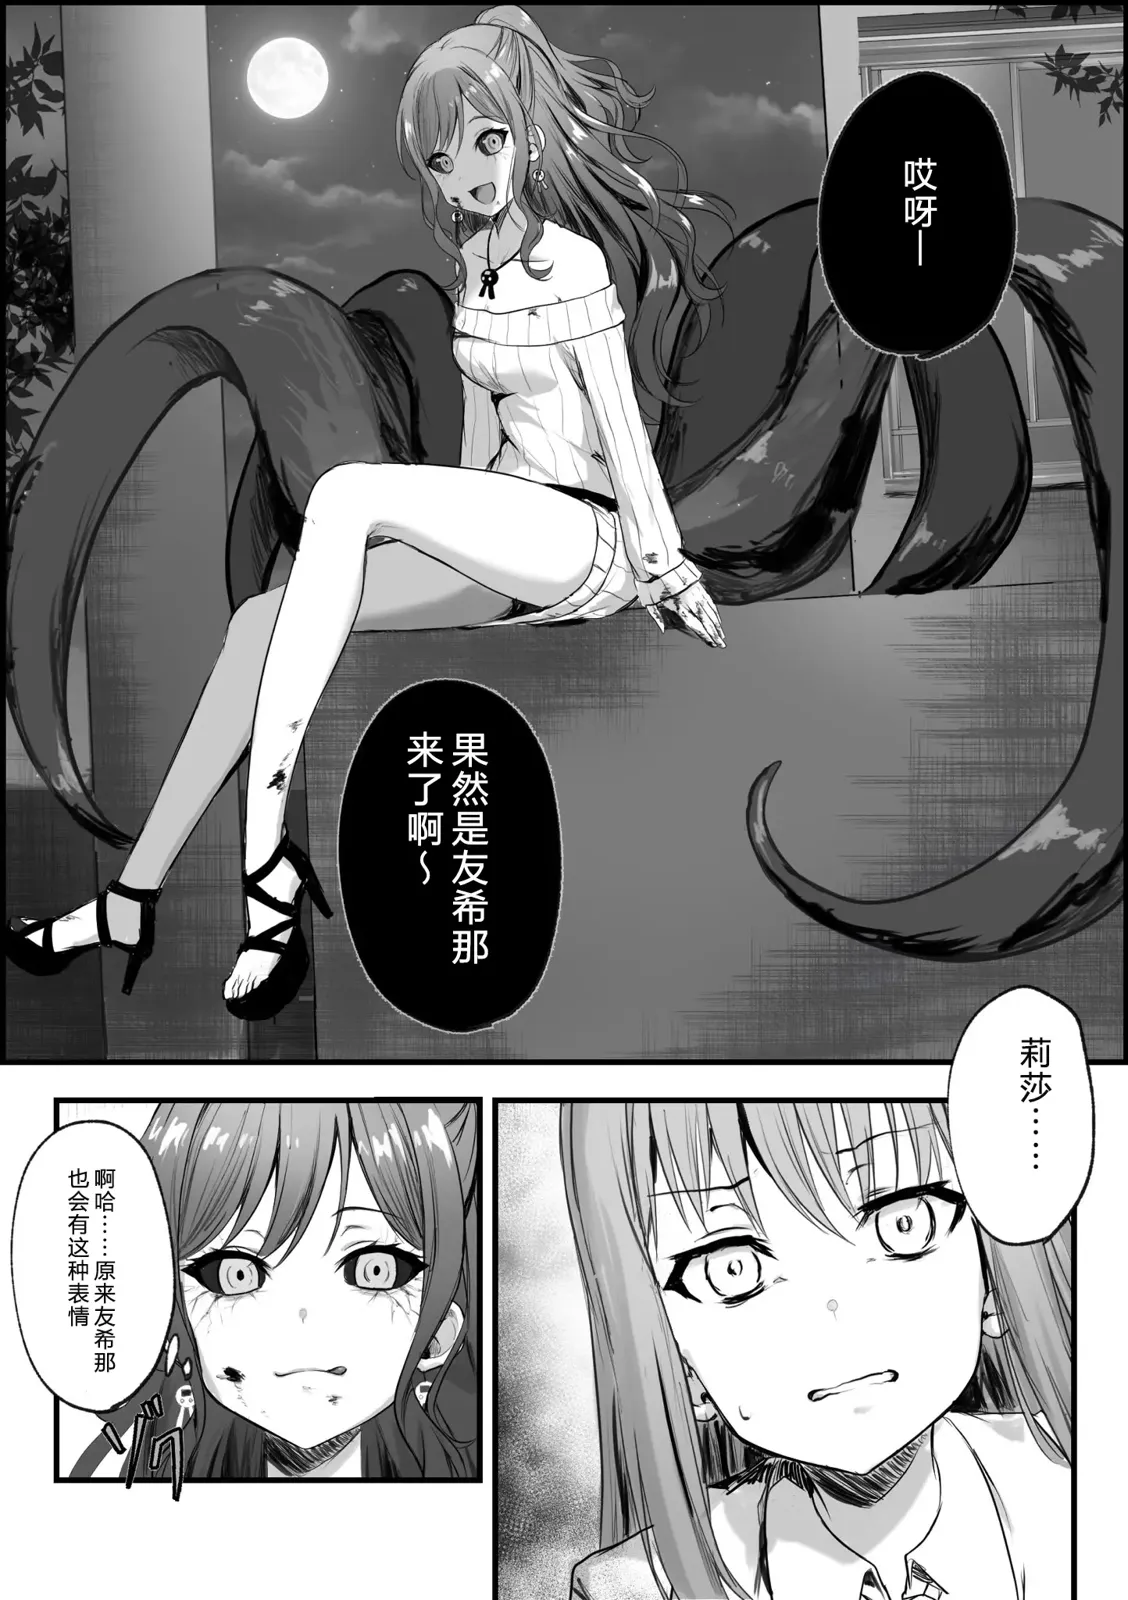 哎呀—
果然是友希那
来了啊～
莉莎……
啊哈……原来友希那
也会有这种表情
ゾク